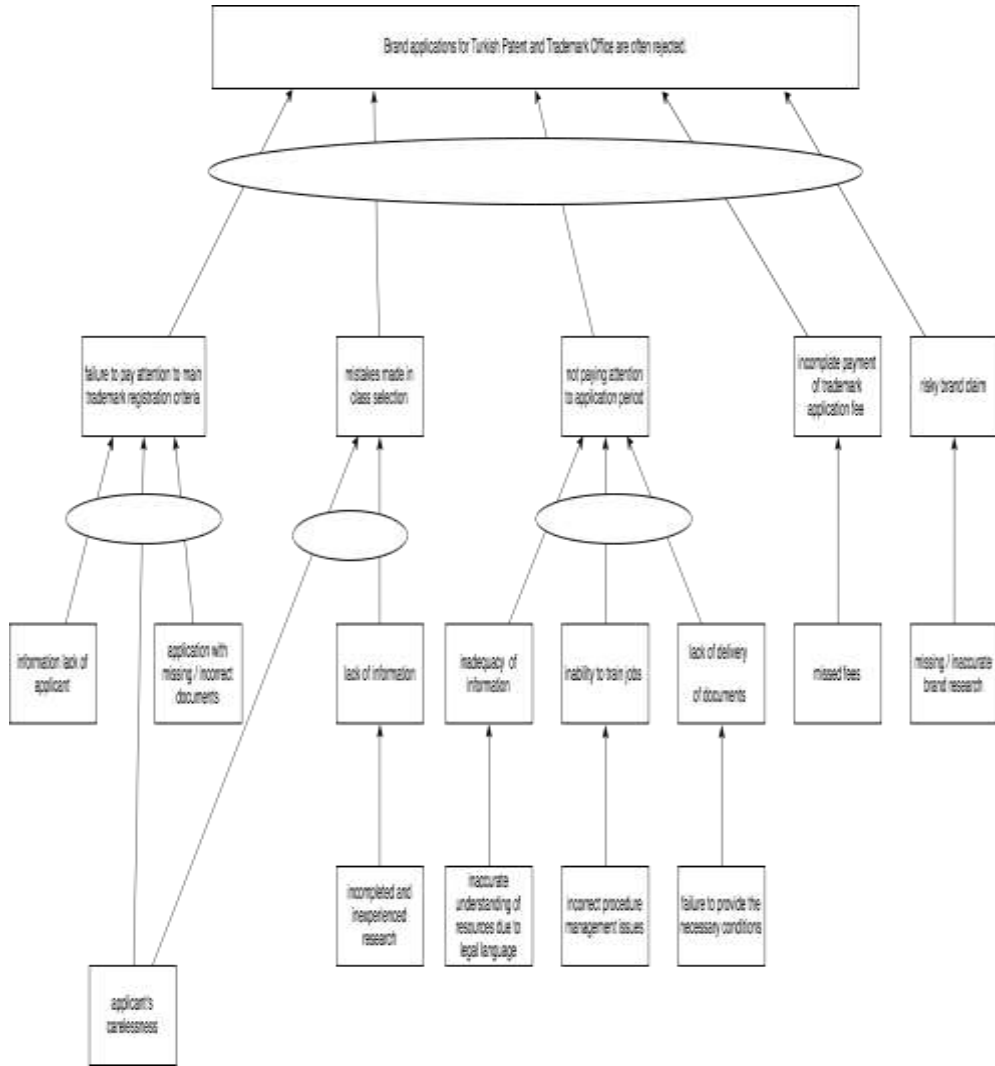 Brand applications for Turkish Patent and Trademark Office are often rejected.
failure to pay attention to main
trademark registration criteria
mistakes made in
class selection
not paying attention
to application period
incomplate payment
of trademark
application fee
risky brand claim
information lack of
applicant
application with
missing / incorrect
documents
lack of information
inadequacy of
information
inability to train jobs
lack of delivery
of documents
missed fees
missing / inaccurate
brand research
incompleted and
inexperienced
research
inaccurate
understanding of
resources due to
legal language
incorrect procedure
management issues
failure to provide the
necessary conditions
applicant's
carelessness